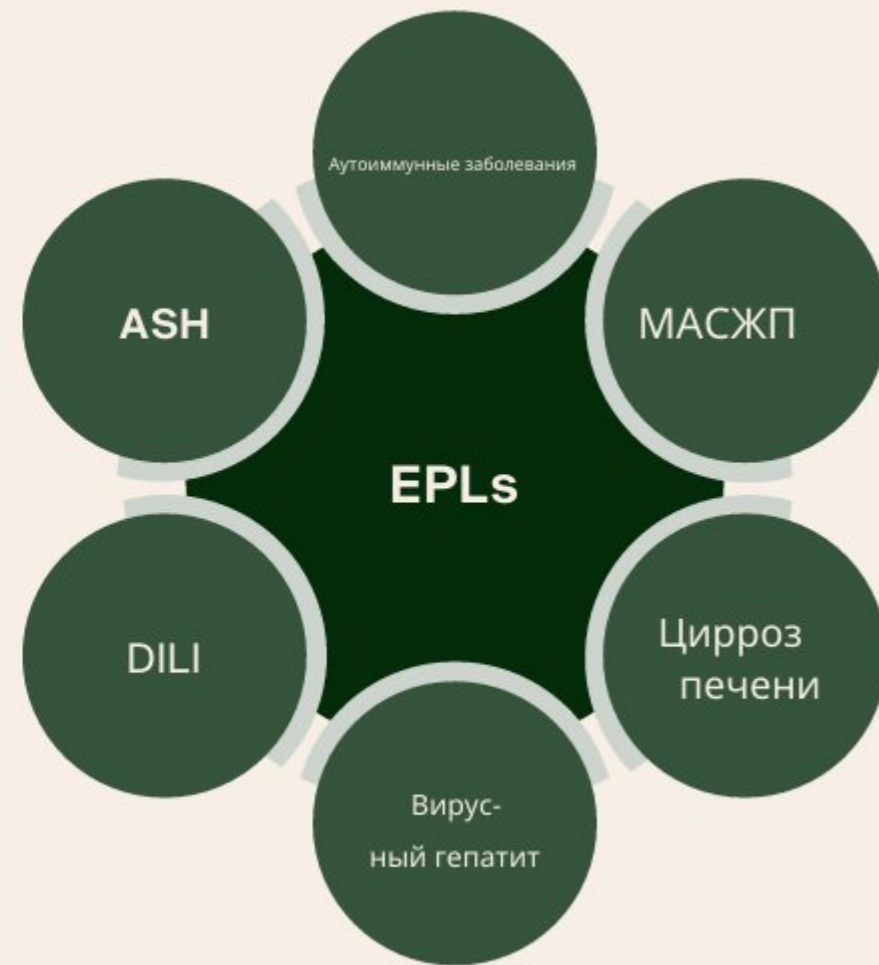 Аутоиммунные заболевания
ASH
МАСЖП
EPLs
DILI
Цирроз
печени
Вирус-
ный гепатит